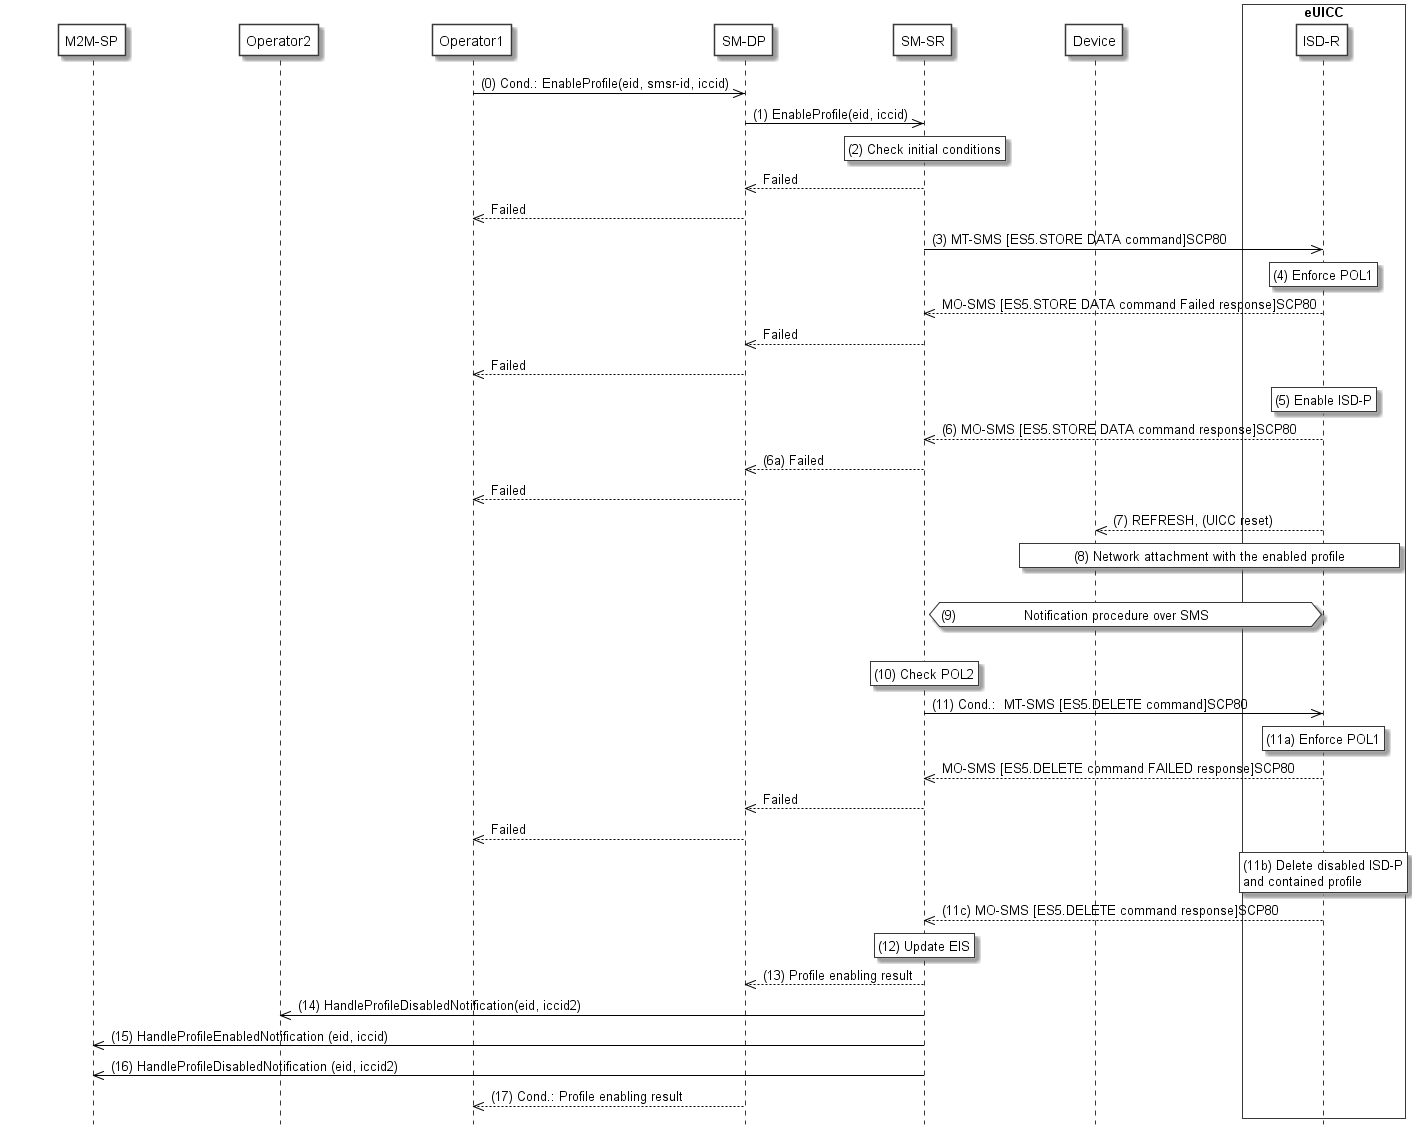 eUICC
M2M-SP
Operator2
Operator1
SM-DP
SM-SR
Device
ISD-R
(0) Cond.: EnableProfile(eid, smsr-id, iccid)
(1) EnableProfile(eid, iccid)
(2) Check initial conditions
Failed
Failed
(3) MT-SMS [ES5.STORE DATA command]SCP80
(4) Enforce POL1
MO-SMS [ES5.STORE DATA command Failed response]SCP80
Failed
Failed
(5) Enable ISD-P
(6) MO-SMS [ES5.STORE DATA command response]SCP80
(6a) Failed
Failed
(7) REFRESH, (UICC reset)
(8) Network attachment with the enabled profile
(9) Notification procedure over SMS
(10) Check POL2
(11) Cond.: MT-SMS [ES5.DELETE command]SCP80
(11a) Enforce POL1
MO-SMS [ES5.DELETE command FAILED response]SCP80
Failed
Failed
(11b) Delete disabled ISD-P
and contained profile
(11c) MO-SMS [ES5.DELETE command response]SCP80
(12) Update EIS
(13) Profile enabling result
(14) HandleProfileDisabledNotification(eid, iccid2)
(15) HandleProfileEnabledNotification (eid, iccid)
(16) HandleProfileDisabledNotification (eid, iccid2)
(17) Cond.: Profile enabling result